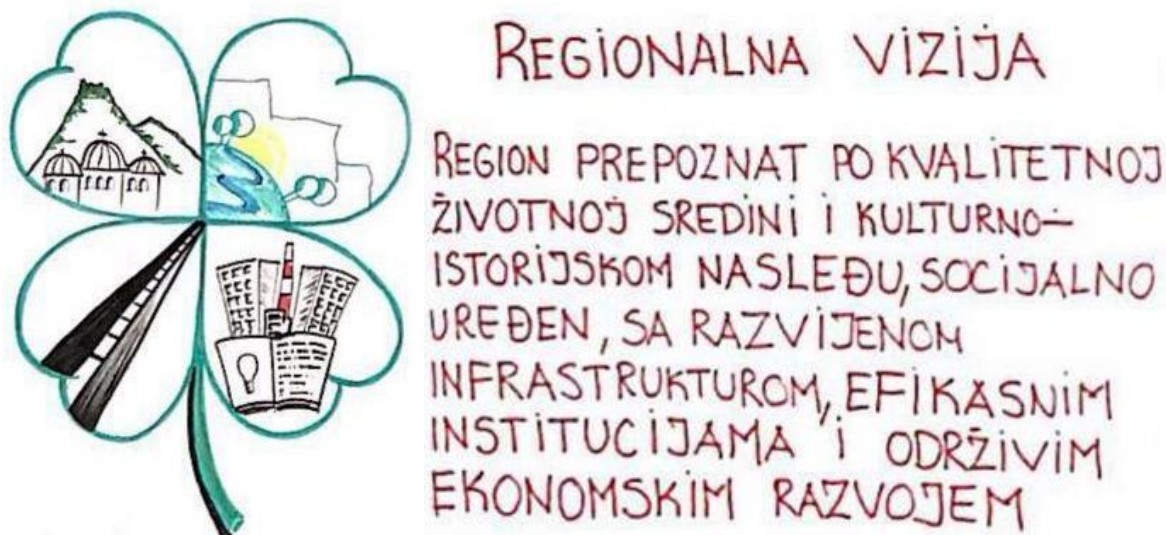 REGIONALNA VIZIJA
REGION PREPOZNAT PO KVALITETNOJ
ŽIVOTNOJ SREDINI I KULTURNO-
ISTORIJSKOM NASLEĐU, SOCIJALNO
UREĐEN, SA RAZVIJENOM
INFRASTRUKTUROM, EFIKASNIM
INSTITUCIJAMA I ODRŽIVIM
EKONOMSKIM RAZVOJEM